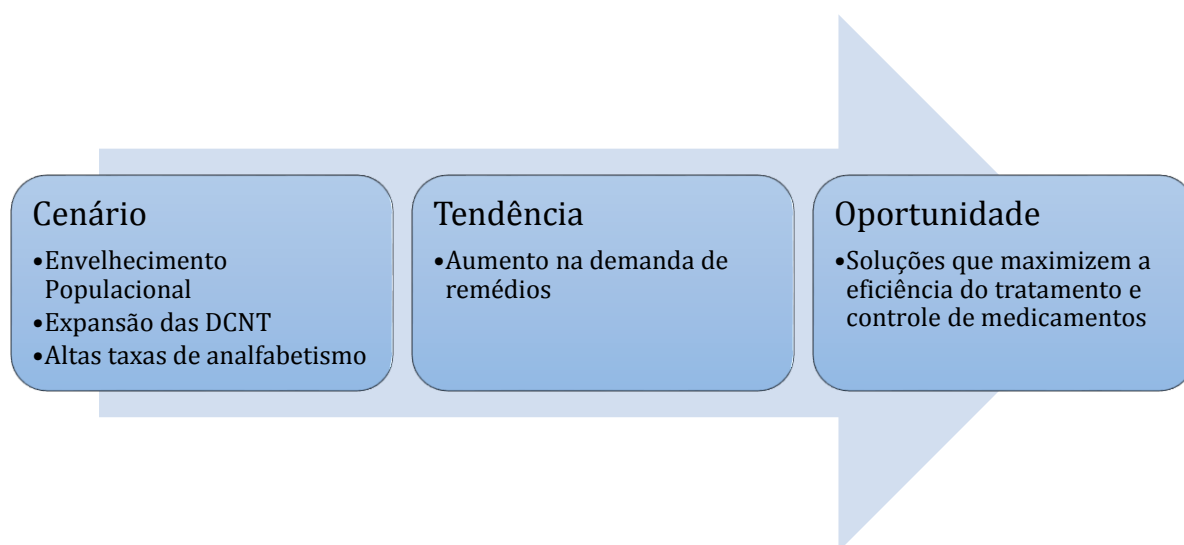 Cenário
•Envelhecimento
Populacional
•Expansão das DCNT
•Altas taxas de analfabetismo
Tendência
•Aumento na demanda de
remédios
Oportunidade
•Soluções que maximizem a
eficiência do tratamento e
controle de medicamentos